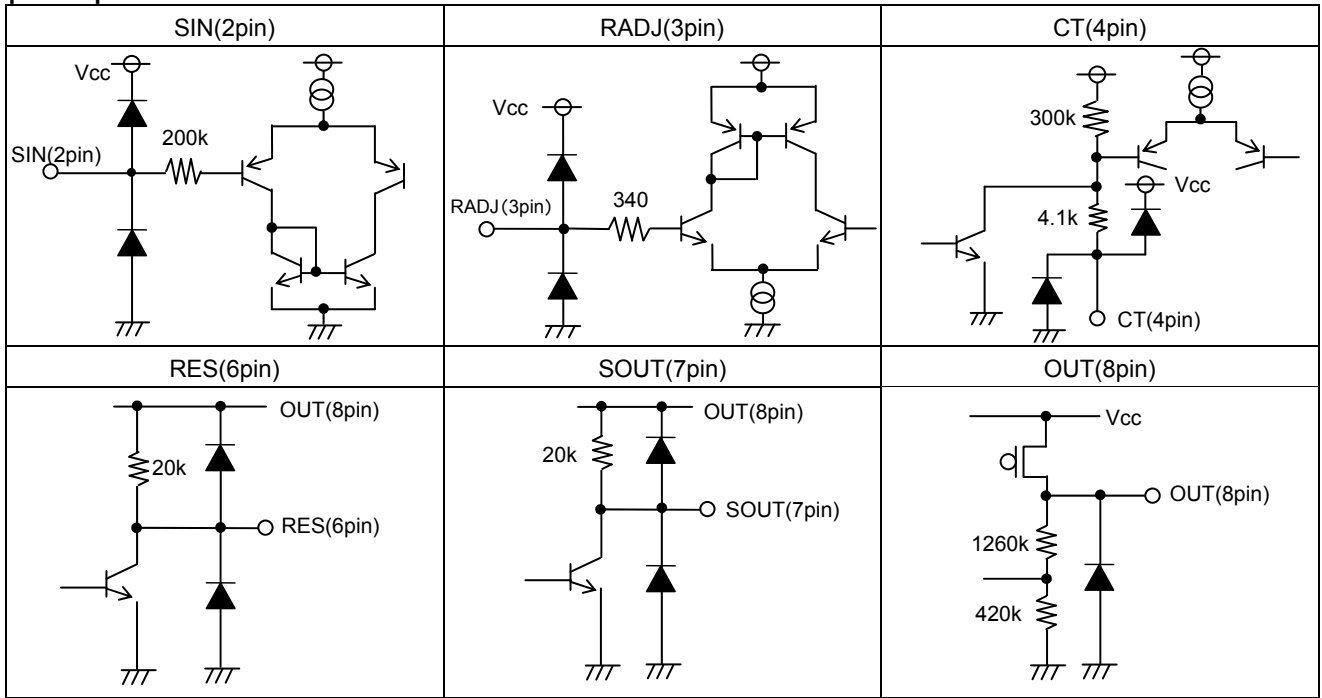 SIN(2pin)
RADJ(3pin)
CT(4pin)
Vcc
200k
SIN(2pin)
Vcc
340
RADJ(3pin)
300k
Vcc
4.1k
CT(4pin)
RES(6pin)
SOUT(7pin)
OUT(8pin)
OUT(8pin)
20k
RES(6pin)
OUT(8pin)
20k
SOUT(7pin)
Vcc
OUT(8pin)
1260k
420k